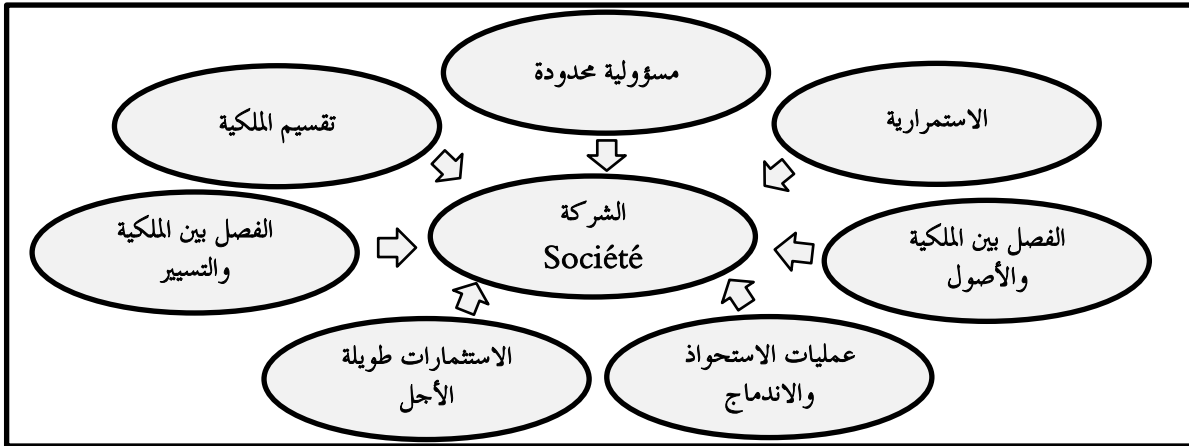 مسؤولية محدودة
الاستمرارية
تقسيم الملكية
الشركة
Société
الفصل بين الملكية
والأصول
الفصل بين الملكية
والتسيير
عمليات الاستحواذ
والاندماج
الاستثمارات طويلة
الأجل